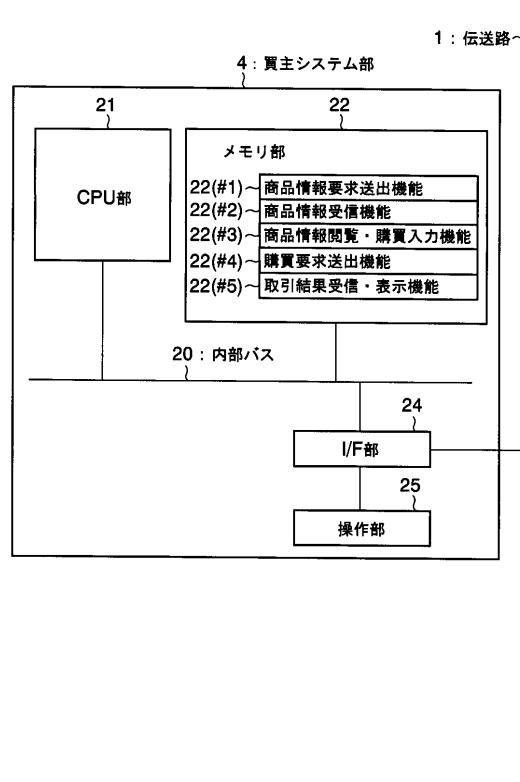 1：伝送路
4：買主システム部
21
22
CPU部
メモリ部
22(#1) 商品情報要求送出機能
22(#2) 商品情報受信機能
22(#3) 商品情報閲覧・購買入力機能
22(#4) 購買要求送出機能
22(#5) 取引結果受信・表示機能
20：内部バス
24
I/F部
25
操作部